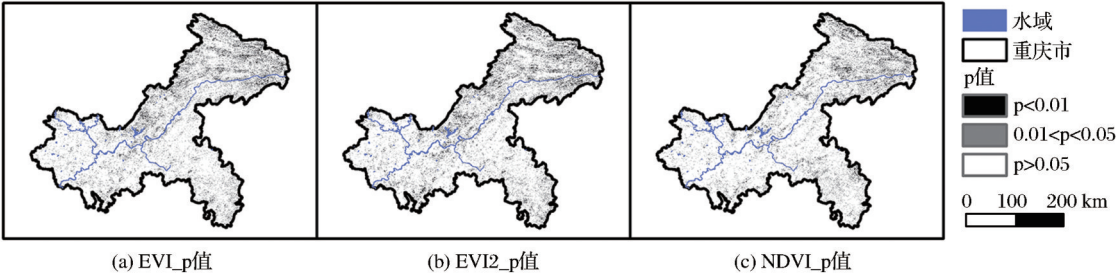 水域
重庆市
p值
p<0.01
0.01<p<0.05
p>0.05
0 100 200 km
(a) EVI_p值
(b) EVI2_p值
(c) NDVI_p值